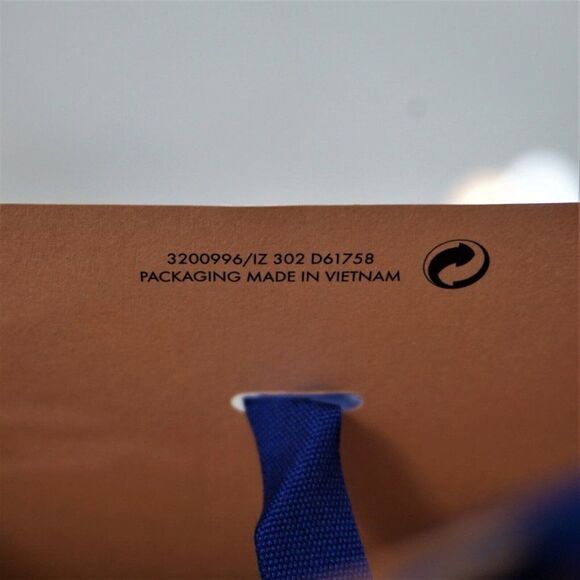 3200996/IZ 302 D61758
PACKAGING MADE IN VIETNAM